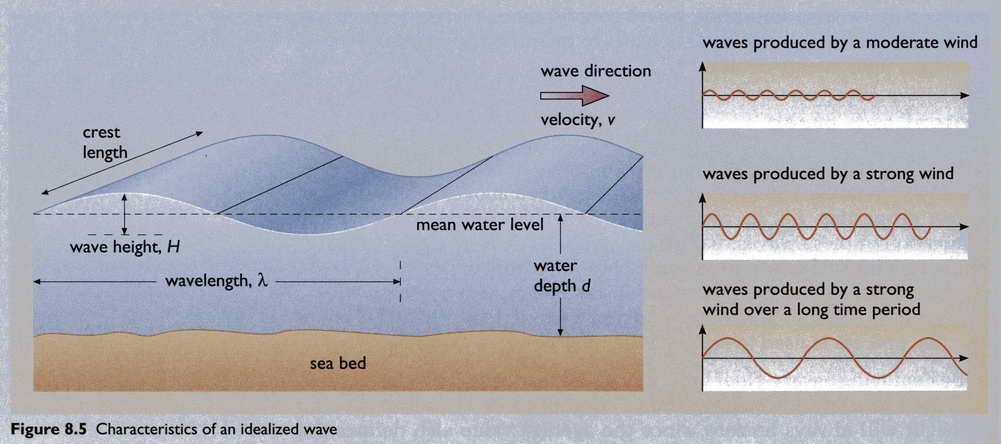 waves produced by a moderate wind
wave direction
velocity, v
crest
length
waves produced by a strong wind
mean water level
wave height, H
wavelength, λ
water
depth d
waves produced by a strong
wind over a long time period
sea bed
Figure 8.5 Characteristics of an idealized wave